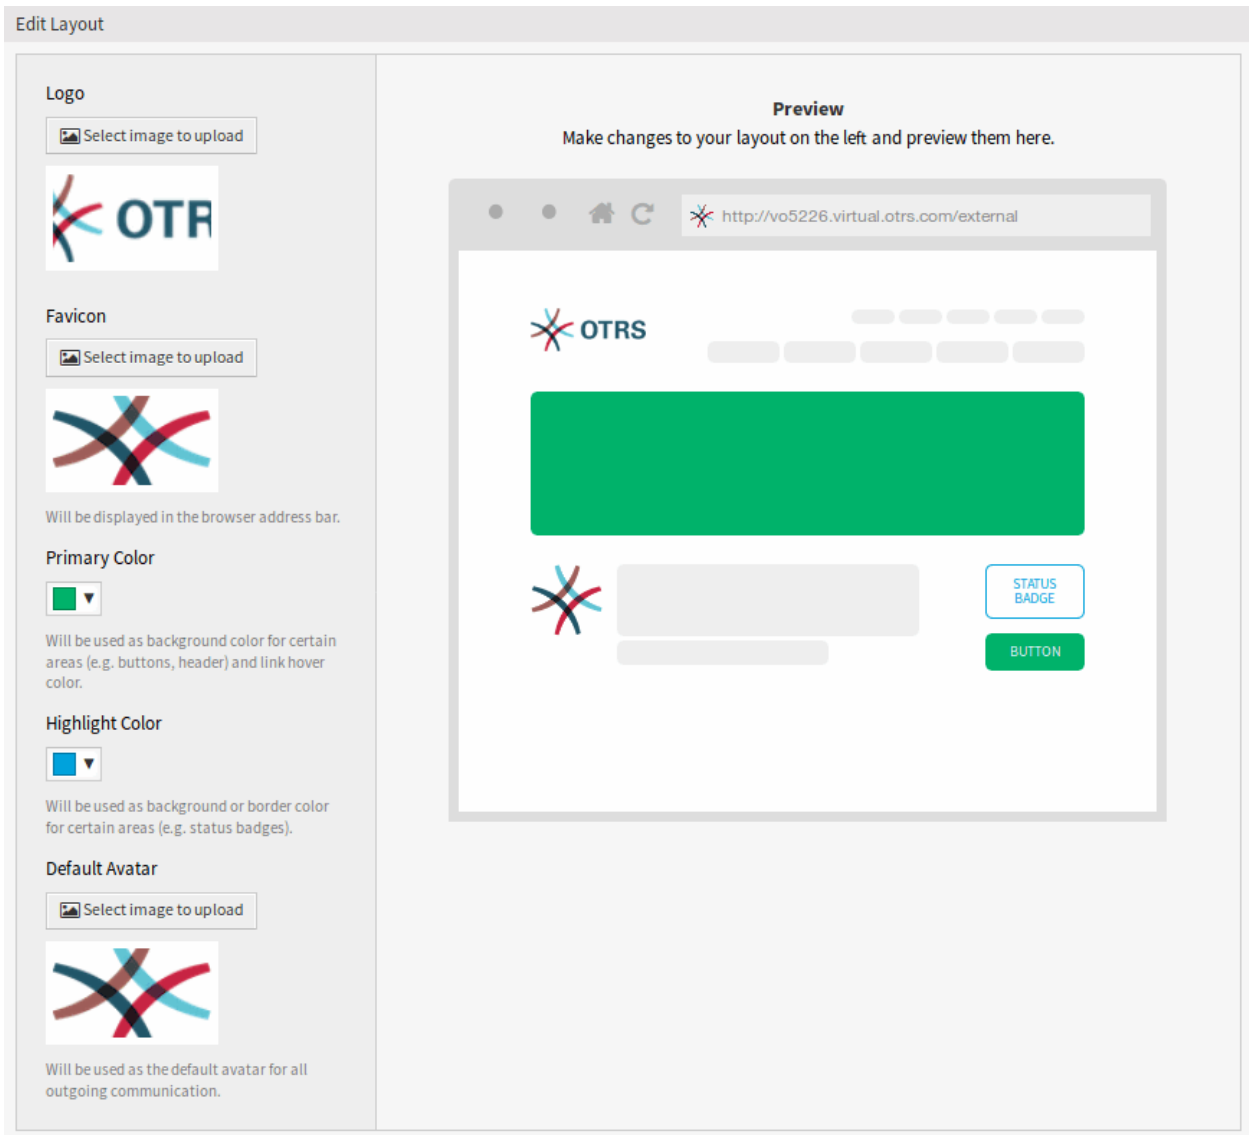 Edit Layout
Logo
Select image to upload
OTR
Favicon
Select image to upload
Will be displayed in the browser address bar.
Primary Color
Will be used as background color for certain
areas (e.g. buttons, header) and link hover
color.
Highlight Color
Will be used as background or border color
for certain areas (e.g. status badges).
Default Avatar
Select image to upload
Will be used as the default avatar for all
outgoing communication.
Preview
Make changes to your layout on the left and preview them here.
http://vo5226.virtual.otrs.com/external
OTRS
STATUS
BADGE
BUTTON